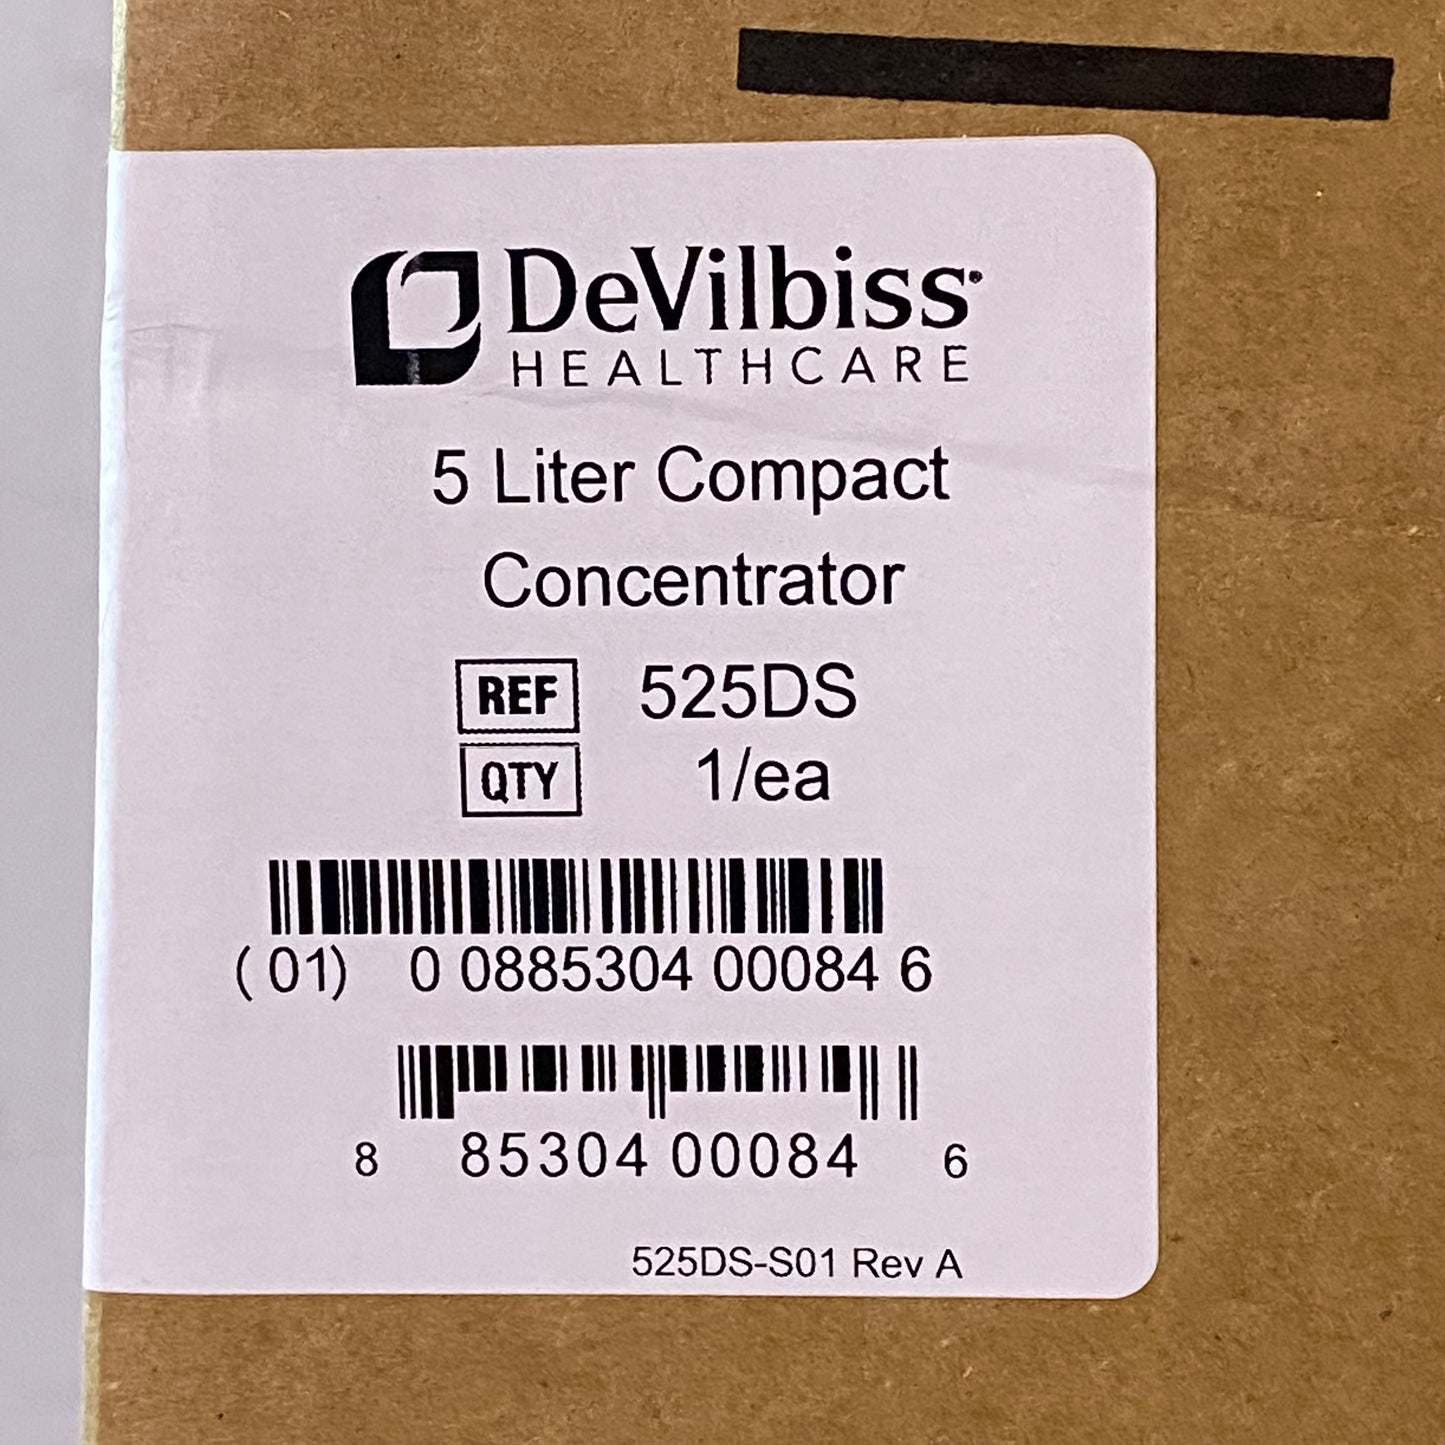 DeVilbiss
HEALTHCARE
5 Liter Compact
Concentrator
REF 525DS
QTY 1/ea
(01) 0 0885304 00084 6
8 85304 00084 6
525DS-S01 Rev A